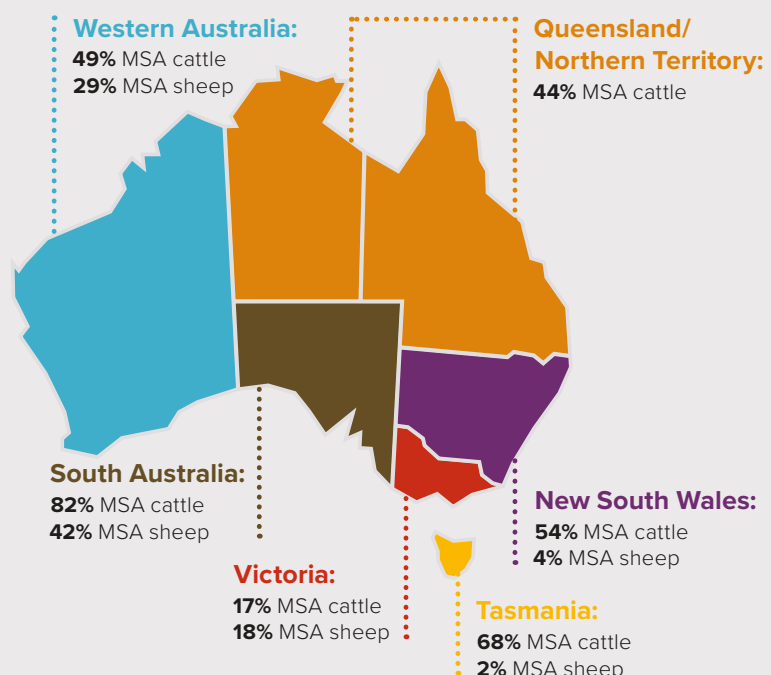 Western Australia:
49% MSA cattle
29% MSA sheep
Queensland/
Northern Territory:
44% MSA cattle
South Australia:
82% MSA cattle
42% MSA sheep
New South Wales:
54% MSA cattle
4% MSA sheep
Victoria:
17% MSA cattle
18% MSA sheep
Tasmania:
68% MSA cattle
2% MSA sheep